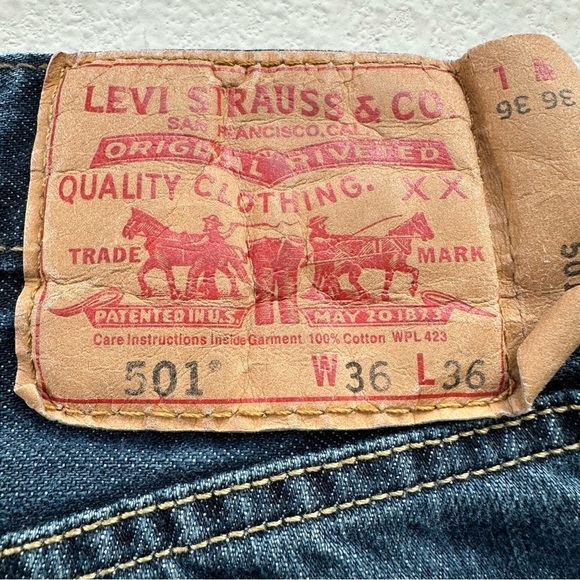 LEVI STRAUSS & CO
SAN FRANCISCO, CAL.
ORIGINAL RIVETED
QUALITY CLOTHING. XX
TRADE MARK
PATENTED IN U.S. MAY 20 1873
Care Instructions Inside Garment 100% Cotton WPL 423
501® W36 L36
W L
36 36
501